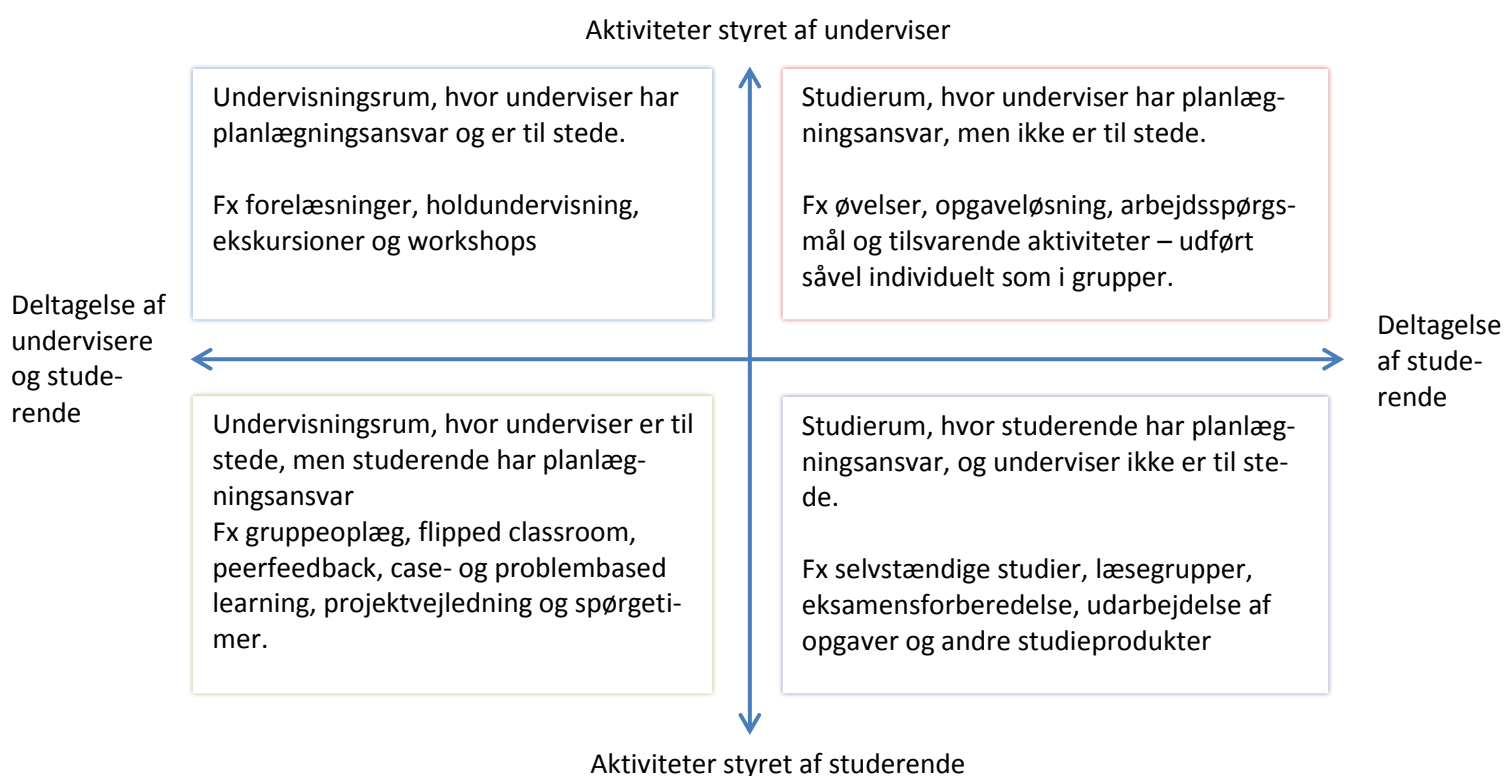 Aktiviteter styret af underviser
Undervisningsrum, hvor underviser har
planlægningsansvar og er til stede.
Fx forelæsninger, holdundervisning,
ekskursioner og workshops
Studierum, hvor underviser har planlæg-
ningsansvar, men ikke er til stede.
Fx øvelser, opgaveløsning, arbejdsspørgs-
mål og tilsvarende aktiviteter – udført
såvel individuelt som i grupper.
Deltagelse af
undervisere
og stude-
rende
Deltagelse
af stude-
rende
Undervisningsrum, hvor underviser er til
stede, men studerende har planlæg-
ningsansvar
Fx gruppeoplæg, flipped classroom,
peerfeedback, case- og problembased
learning, projektvejledning og spørgeti-
mer.
Studierum, hvor studerende har planlæg-
ningsansvar, og underviser ikke er til ste-
de.
Fx selvstændige studier, læsegrupper,
eksamensforberedelse, udarbejdelse af
opgaver og andre studieprodukter
Aktiviteter styret af studerende